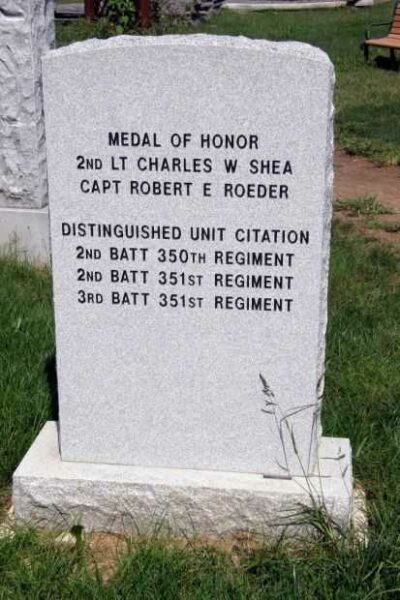 MEDAL OF HONOR
2ND LT CHARLES W SHEA
CAPT ROBERT E ROEDER
DISTINGUISHED UNIT CITATION
2ND BATT 350TH REGIMENT
2ND BATT 351ST REGIMENT
3RD BATT 351ST REGIMENT